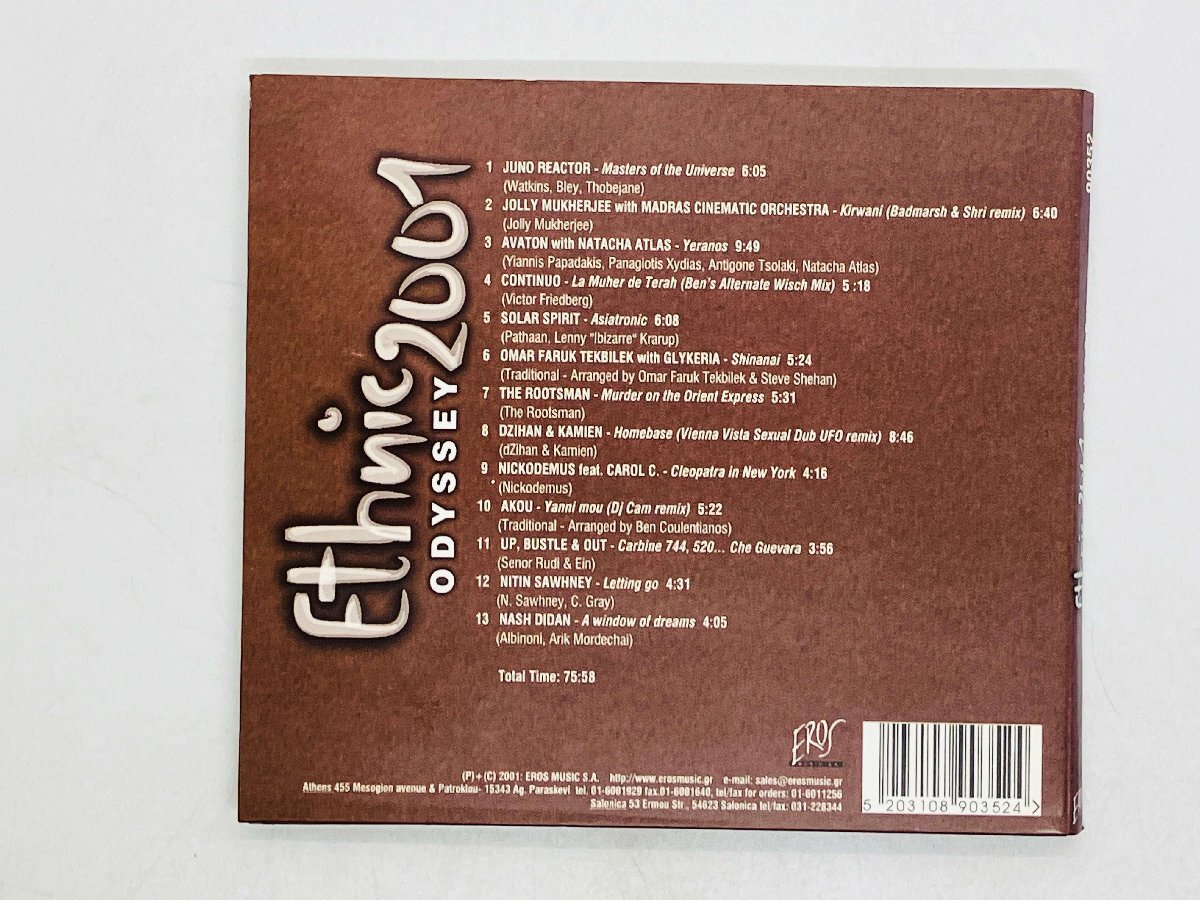 Ethnic 2001
ODYSSEY
1 JUNO REACTOR - Masters of the Universe 6:05
(Watkins, Bley, Thobejane)
2 JOLLY MUKHERJEE with MADRAS CINEMATIC ORCHESTRA - Kirwani (Badmarsh & Shri remix) 6:40
(Jolly Mukherjee)
3 AVATON with NATACHA ATLAS - Yeranos 9:49
(Yiannis Papadakis, Panagiotis Xydias, Antigone Tsolaki, Natacha Atlas)
4 CONTINUO - La Muher de Terah (Ben's Alternate Wisch Mix) 5 :18
(Victor Friedberg)
5 SOLAR SPIRIT - Asiatronic 6:08
(Pathaan, Lenny "Ibizarre" Krarup)
6 OMAR FARUK TEKBILEK with GLYKERIA - Shinanai 5:24
(Traditional - Arranged by Omar Faruk Tekbilek & Steve Shehan)
7 THE ROOTSMAN - Murder on the Orient Express 5:31
(The Rootsman)
8 DZIHAN & KAMIEN - Homebase (Vienna Vista Sexual Dub UFO remix) 8:46
(dZihan & Kamien)
9 NICKODEMUS feat. CAROL C. - Cleopatra in New York 4:16
(Nickodemus)
10 AKOU - Yanni mou (Dj Cam remix) 5:22
(Traditional - Arranged by Ben Coulentianos)
11 UP, BUSTLE & OUT - Carbine 744, 520... Che Guevara 3:56
(Senor Rudi & Ein)
12 NITIN SAWHNEY - Letting go 4:31
(N. Sawhney, C. Gray)
13 NASH DIDAN - A window of dreams 4:05
(Albinoni, Arik Mordechai)
Total Time: 75:58
EROS
(P) + (C) 2001: EROS MUSIC S.A. http://www.erosmusic.gr e-mail: sales@erosmusic.gr
Athens 455 Mesogion avenue & Patroklou- 15343 Ag. Paraskevi tel. 01-6001929 fax.01-6001640, tel/fax for orders: 01-6011256
Salonica 53 Ermou Str., 54623 Salonica tel/fax: 031-228344
5 203108 903524 >
90352